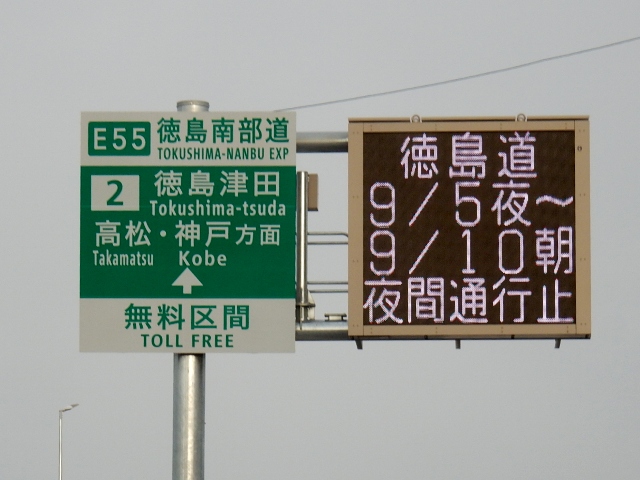 E55 徳島南部道
TOKUSHIMA-NANBU EXP
2 徳島津田
Tokushima-tsuda
高松・神戸方面
Takamatsu Kobe
無料区間
TOLL FREE
徳島道
9/5夜～
9/10朝
夜間通行止